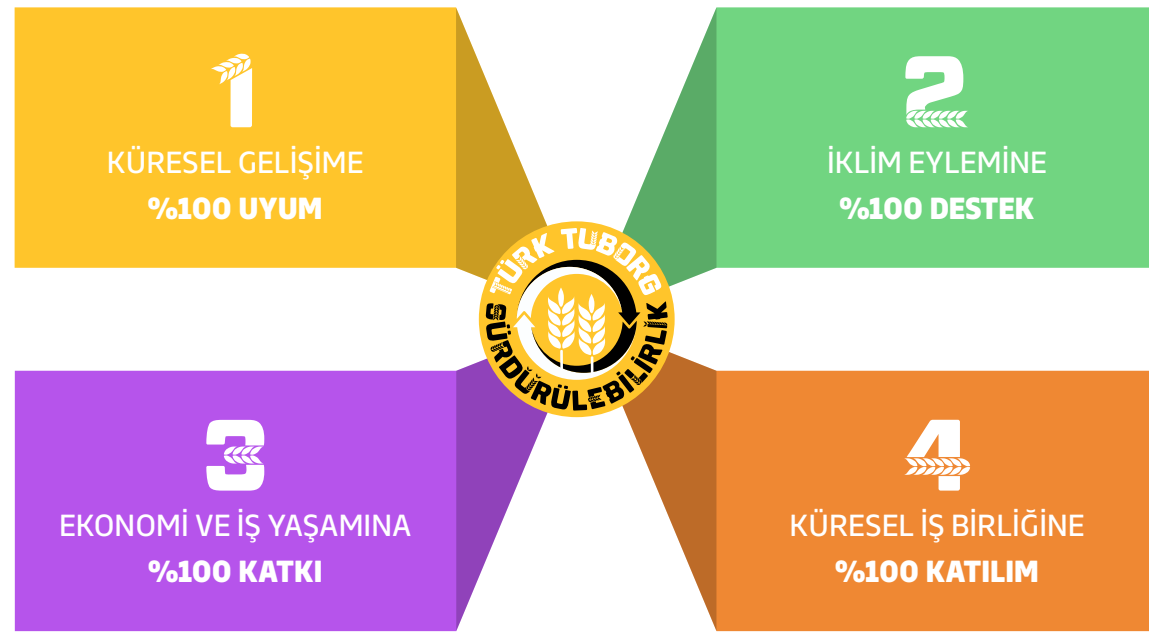 1
KÜRESEL GELİŞİME
%100 UYUM
2
İKLİM EYLEMİNE
%100 DESTEK
TÜRK TUBORG
SÜRDÜRÜLEBİLİRLİK
3
EKONOMİ VE İŞ YAŞAMINA
%100 KATKI
4
KÜRESEL İŞ BİRLİĞİNE
%100 KATILIM